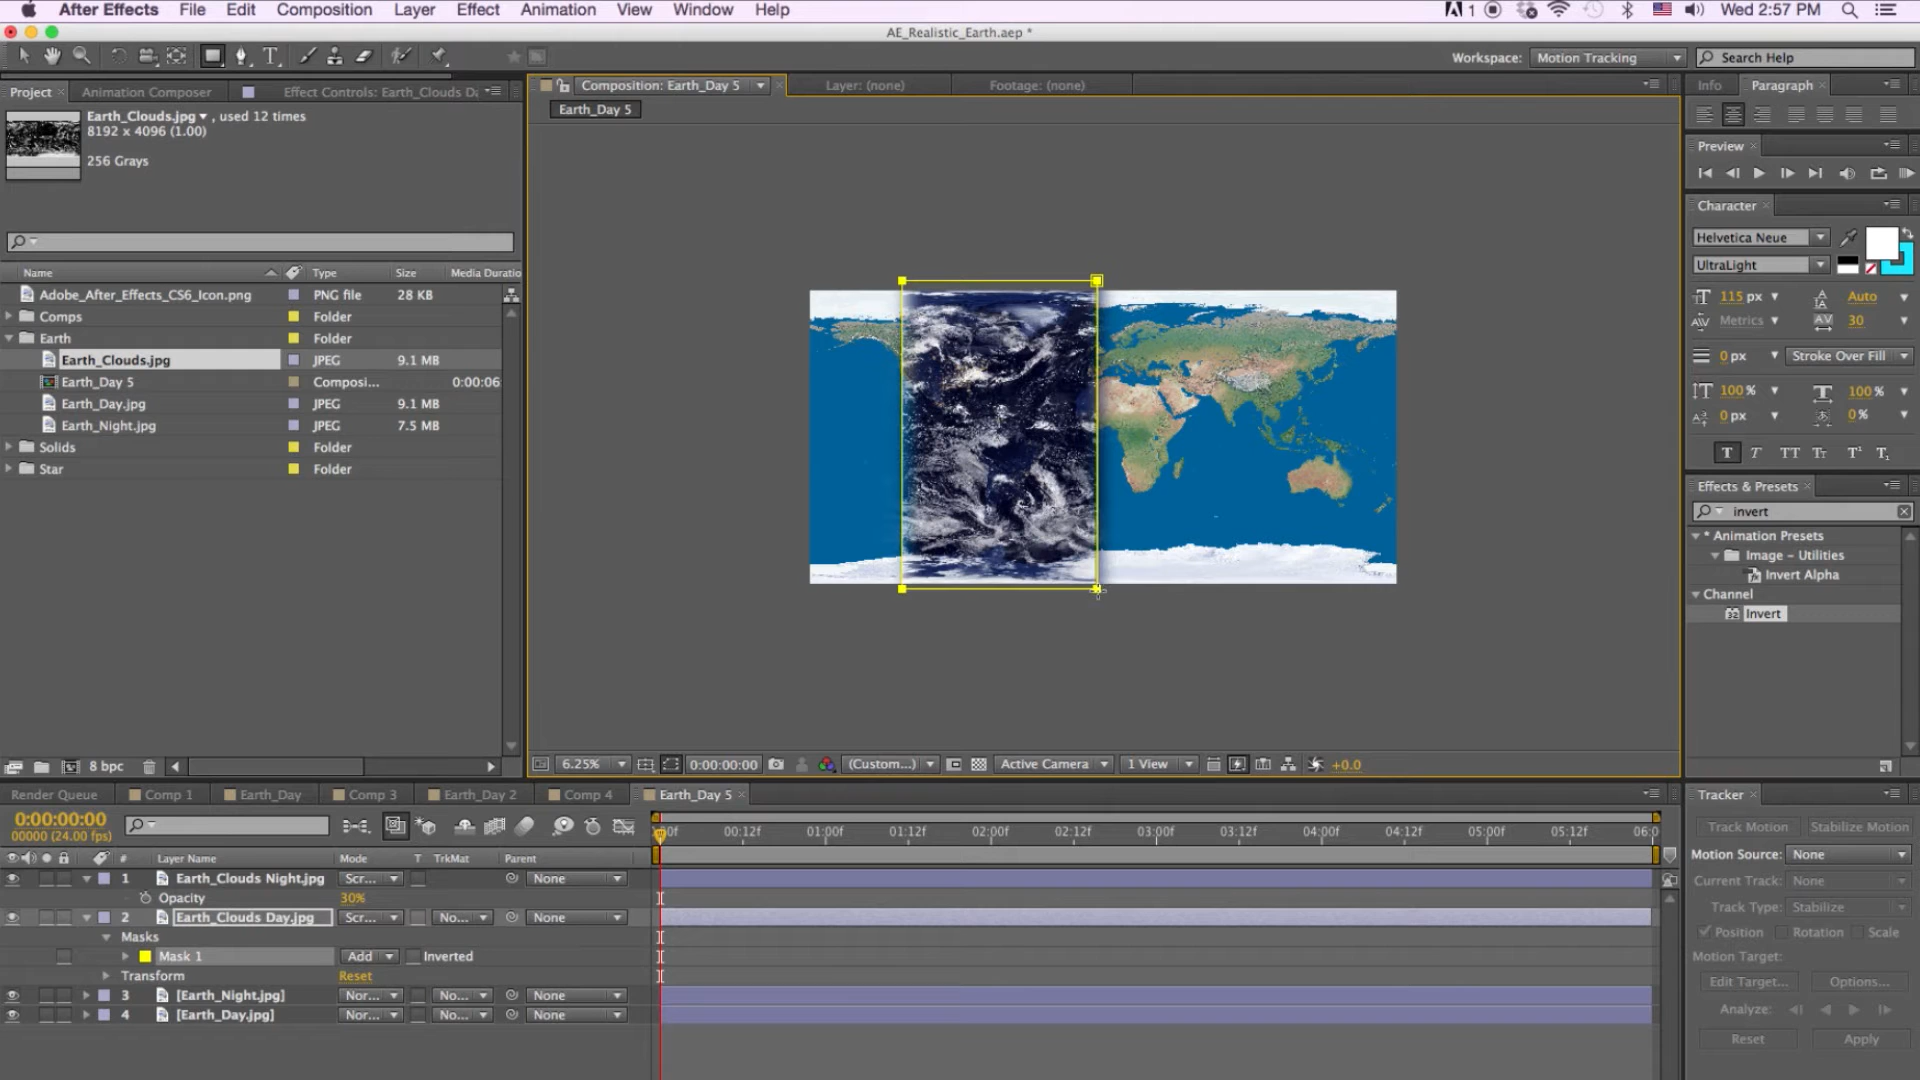 After Effects File Edit Composition Layer Effect Animation View Window Help 1 Wed 2:57 PM
AE_Realistic_Earth.aep *
Workspace: Motion Tracking Search Help
Project Animation Composer Effect Controls: Earth_Clouds Da
Composition: Earth_Day 5 Layer: (none) Footage: (none)
Info Paragraph
Earth_Clouds.jpg , used 12 times
8192 x 4096 (1.00)
256 Grays
Earth_Day 5
Preview
Character
Helvetica Neue
UltraLight
115 px Auto
Metrics 30
0 px Stroke Over Fill
100 % 100 %
0 px 0 %
T T TT Tт T¹ T₁
Name Type Size Media Duratio
Adobe_After_Effects_CS6_Icon.png PNG file 28 KB
Comps Folder
Earth Folder
Earth_Clouds.jpg JPEG 9.1 MB
Earth_Day 5 Composi... 0:00:06
Earth_Day.jpg JPEG 9.1 MB
Earth_Night.jpg JPEG 7.5 MB
Solids Folder
Star Folder
Effects & Presets
invert
* Animation Presets
Image – Utilities
Invert Alpha
Channel
32 Invert
8 bpc
6.25% 0:00:00:00 (Custom...) Active Camera 1 View +0.0
Render Queue Comp 1 Earth_Day Comp 3 Earth_Day 2 Comp 4 Earth_Day 5
0:00:00:00
00000 (24.00 fps)
:00f 00:12f 01:00f 01:12f 02:00f 02:12f 03:00f 03:12f 04:00f 04:12f 05:00f 05:12f 06:0
# Layer Name Mode T TrkMat Parent
1 Earth_Clouds Night.jpg Scr... None
Opacity 30%
2 Earth_Clouds Day.jpg Scr... No... None
Masks
Mask 1 Add Inverted
Transform Reset
3 [Earth_Night.jpg] Nor... No... None
4 [Earth_Day.jpg] Nor... No... None
Tracker
Track Motion Stabilize Motion
Motion Source: None
Current Track: None
Track Type: Stabilize
Position Rotation Scale
Motion Target:
Edit Target... Options...
Analyze:
Reset Apply